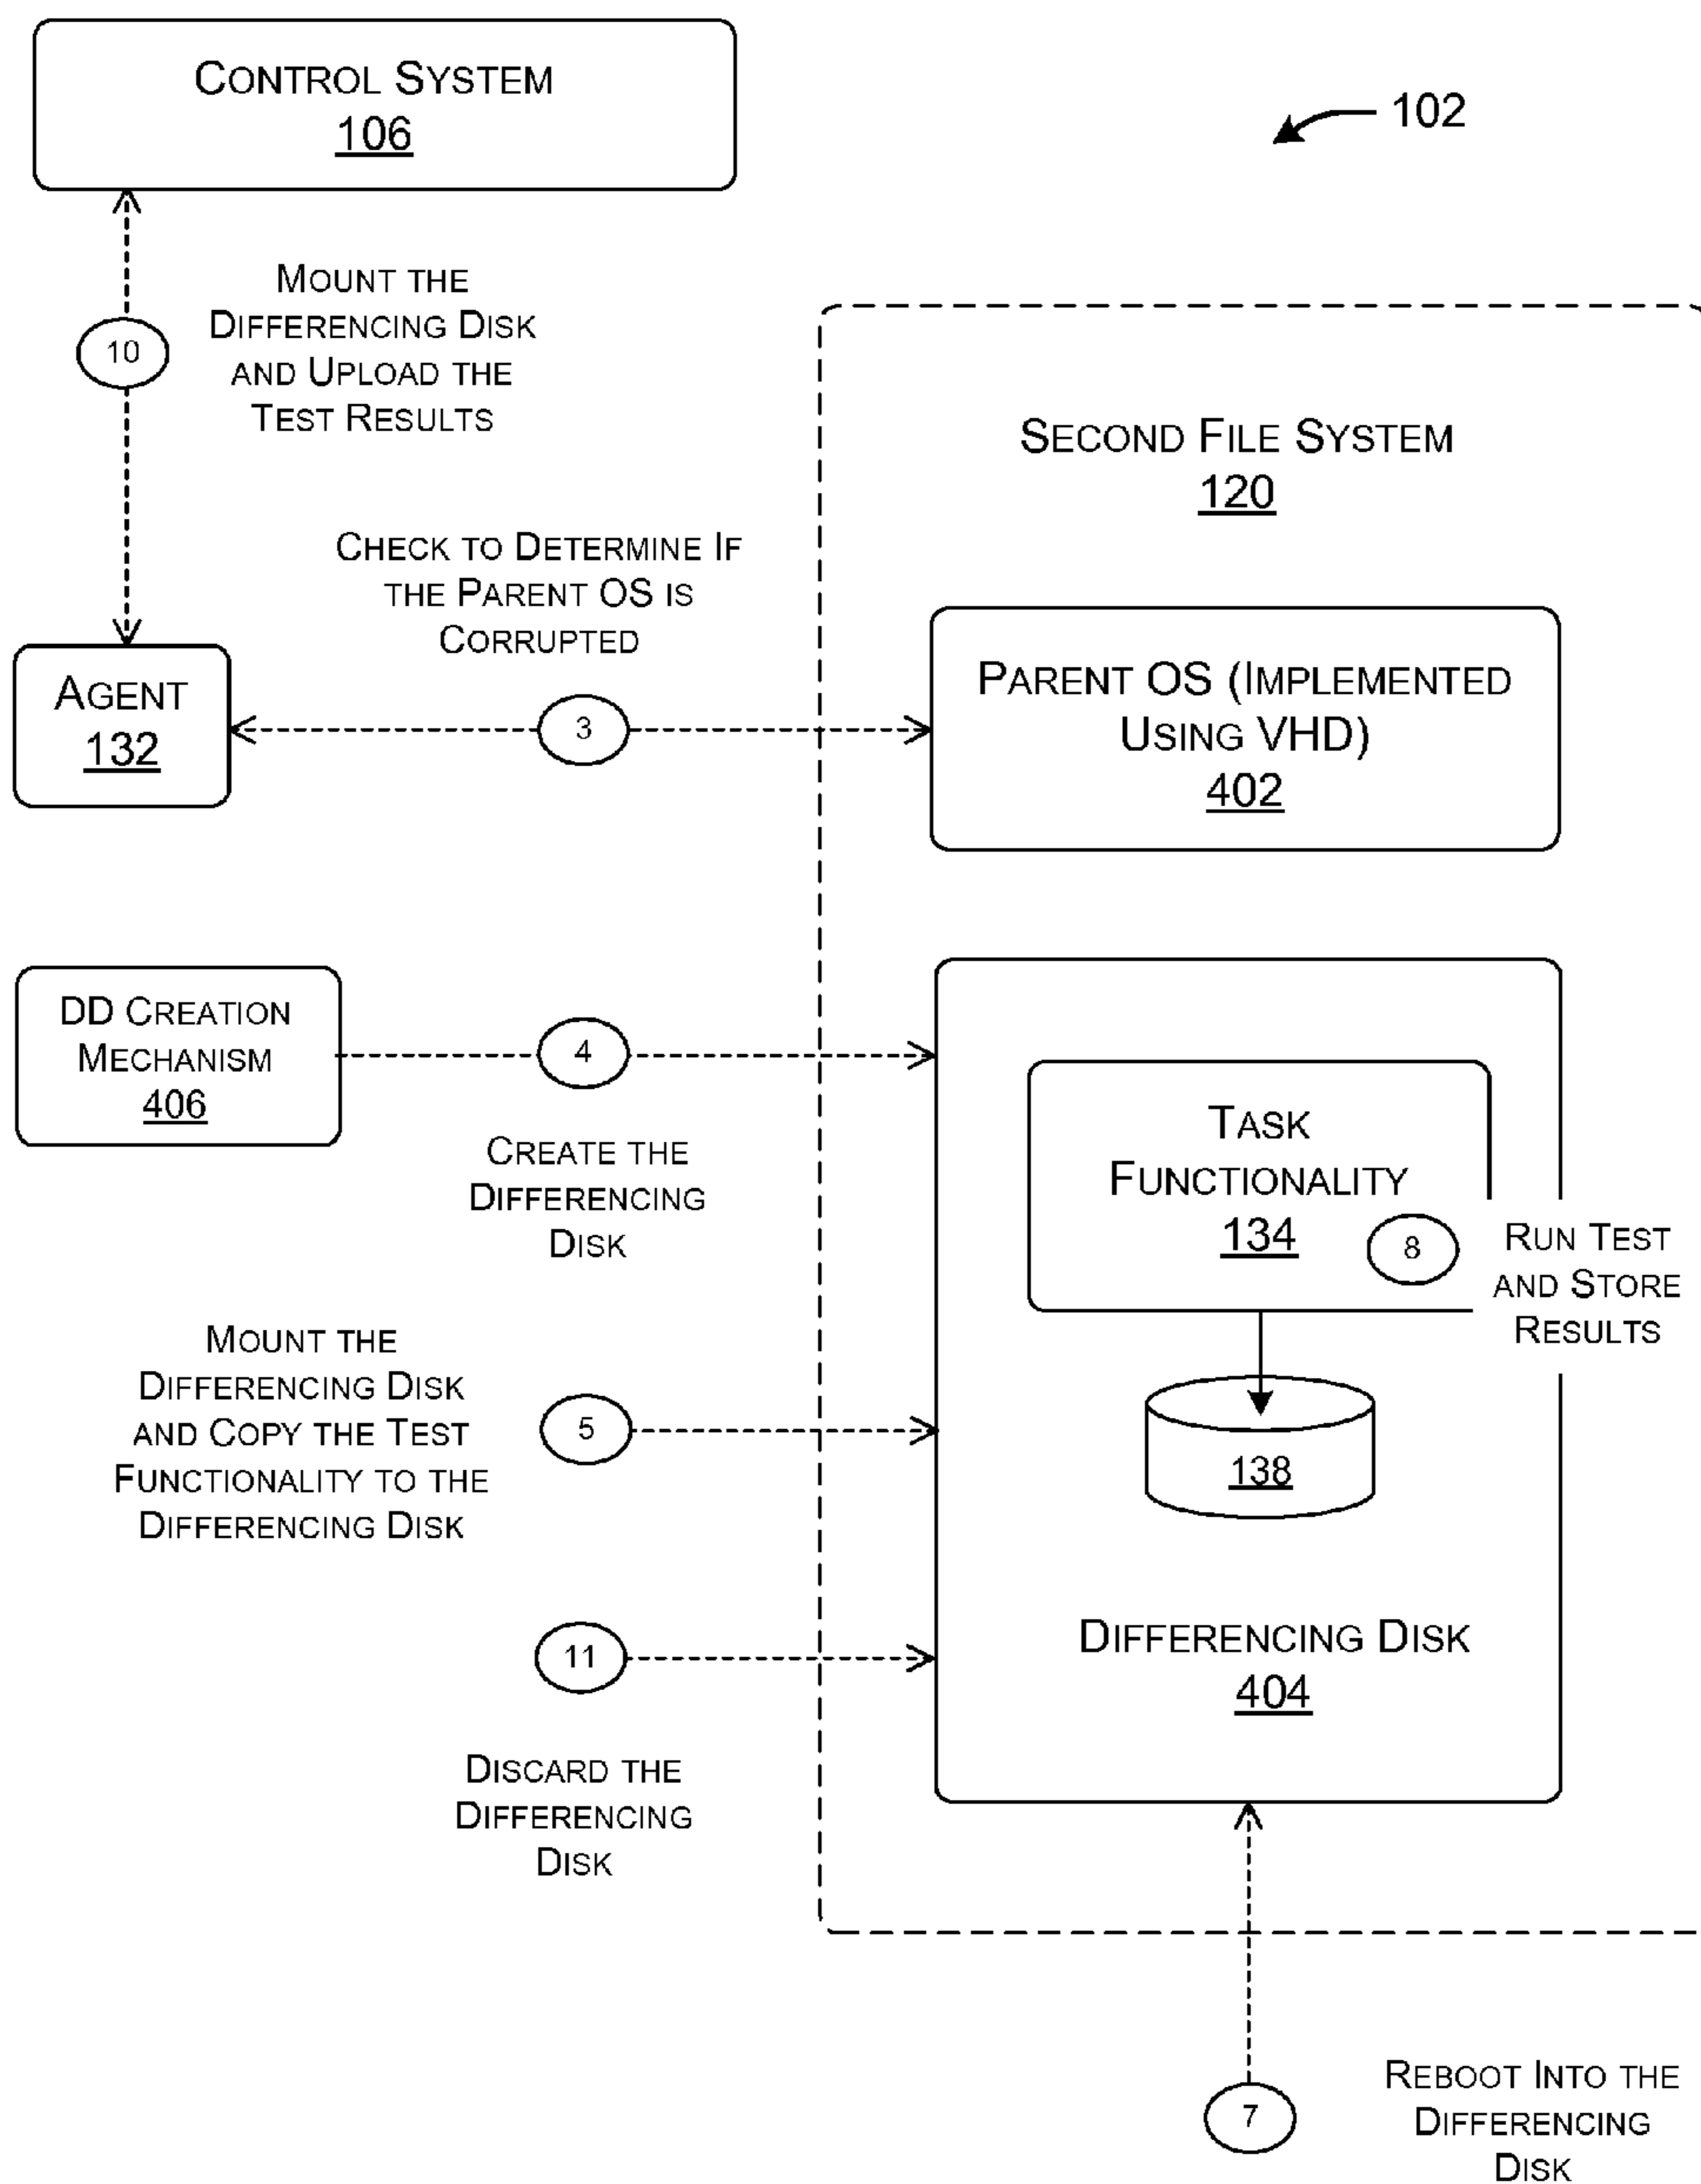 CONTROL SYSTEM
106
102
MOUNT THE
DIFFERENCING DISK
AND UPLOAD THE
TEST RESULTS
10
SECOND FILE SYSTEM
120
CHECK TO DETERMINE IF
THE PARENT OS IS
CORRUPTED
AGENT
132
3
PARENT OS (IMPLEMENTED
USING VHD)
402
DD CREATION
MECHANISM
406
4
CREATE THE
DIFFERENCING
DISK
TASK
FUNCTIONALITY
134
8
RUN TEST
AND STORE
RESULTS
MOUNT THE
DIFFERENCING DISK
AND COPY THE TEST
FUNCTIONALITY TO THE
DIFFERENCING DISK
5
138
11
DIFFERENCING DISK
404
DISCARD THE
DIFFERENCING
DISK
7
REBOOT INTO THE
DIFFERENCING
DISK